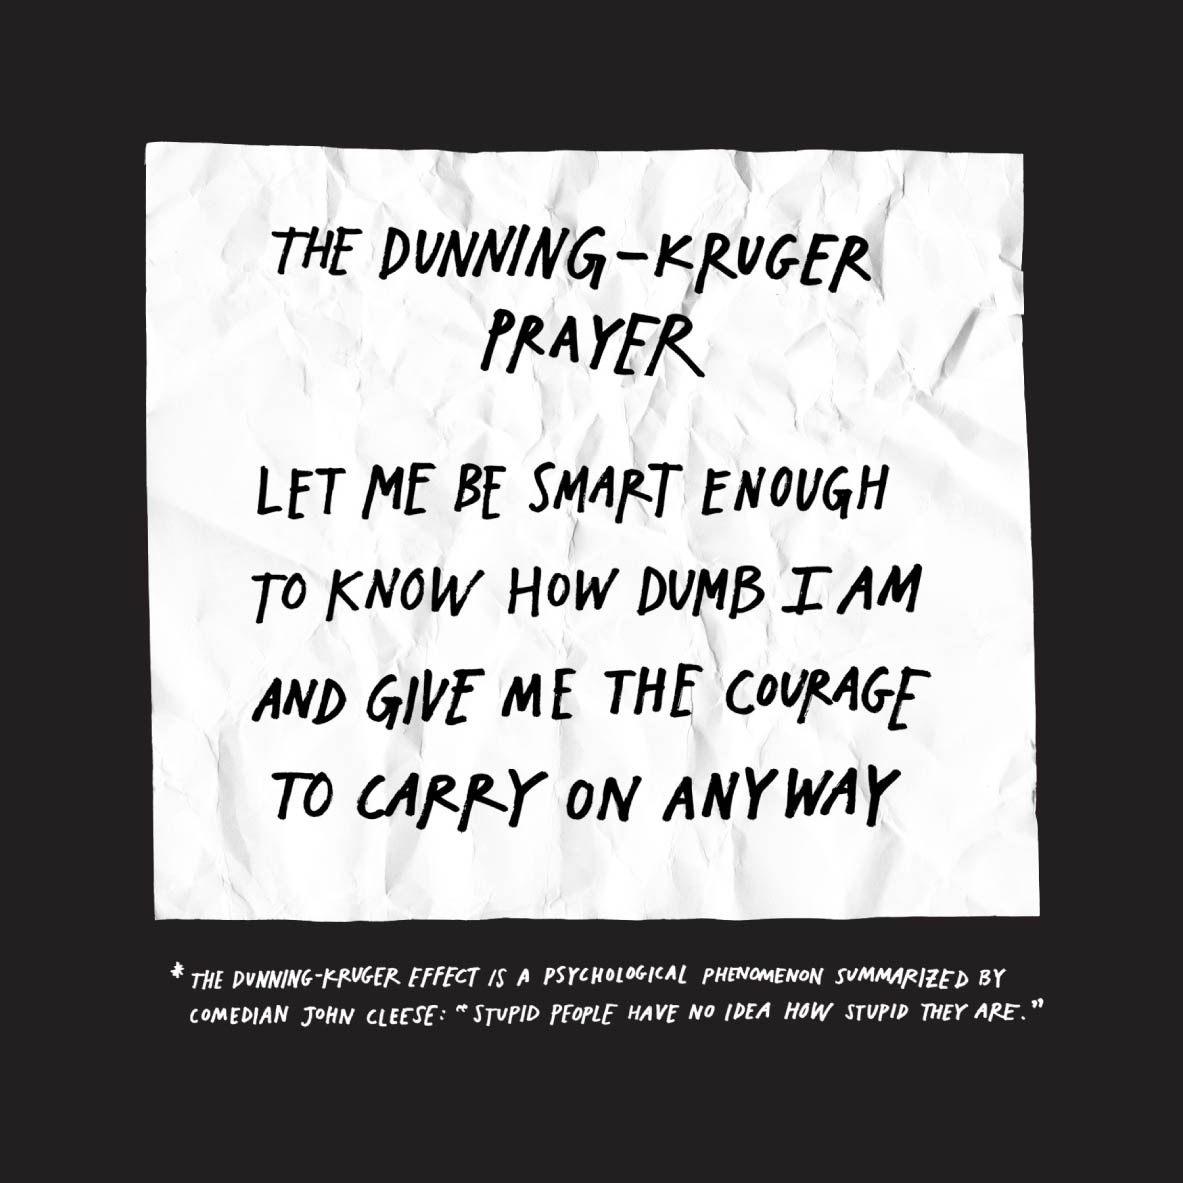 THE DUNNING-KRUGER
PRAYER
LET ME BE SMART ENOUGH
TO KNOW HOW DUMB I AM
AND GIVE ME THE COURAGE
TO CARRY ON ANYWAY
* THE DUNNING-KRUGER EFFECT IS A PSYCHOLOGICAL PHENOMENON SUMMARIZED BY
COMEDIAN JOHN CLEESE: "STUPID PEOPLE HAVE NO IDEA HOW STUPID THEY ARE."